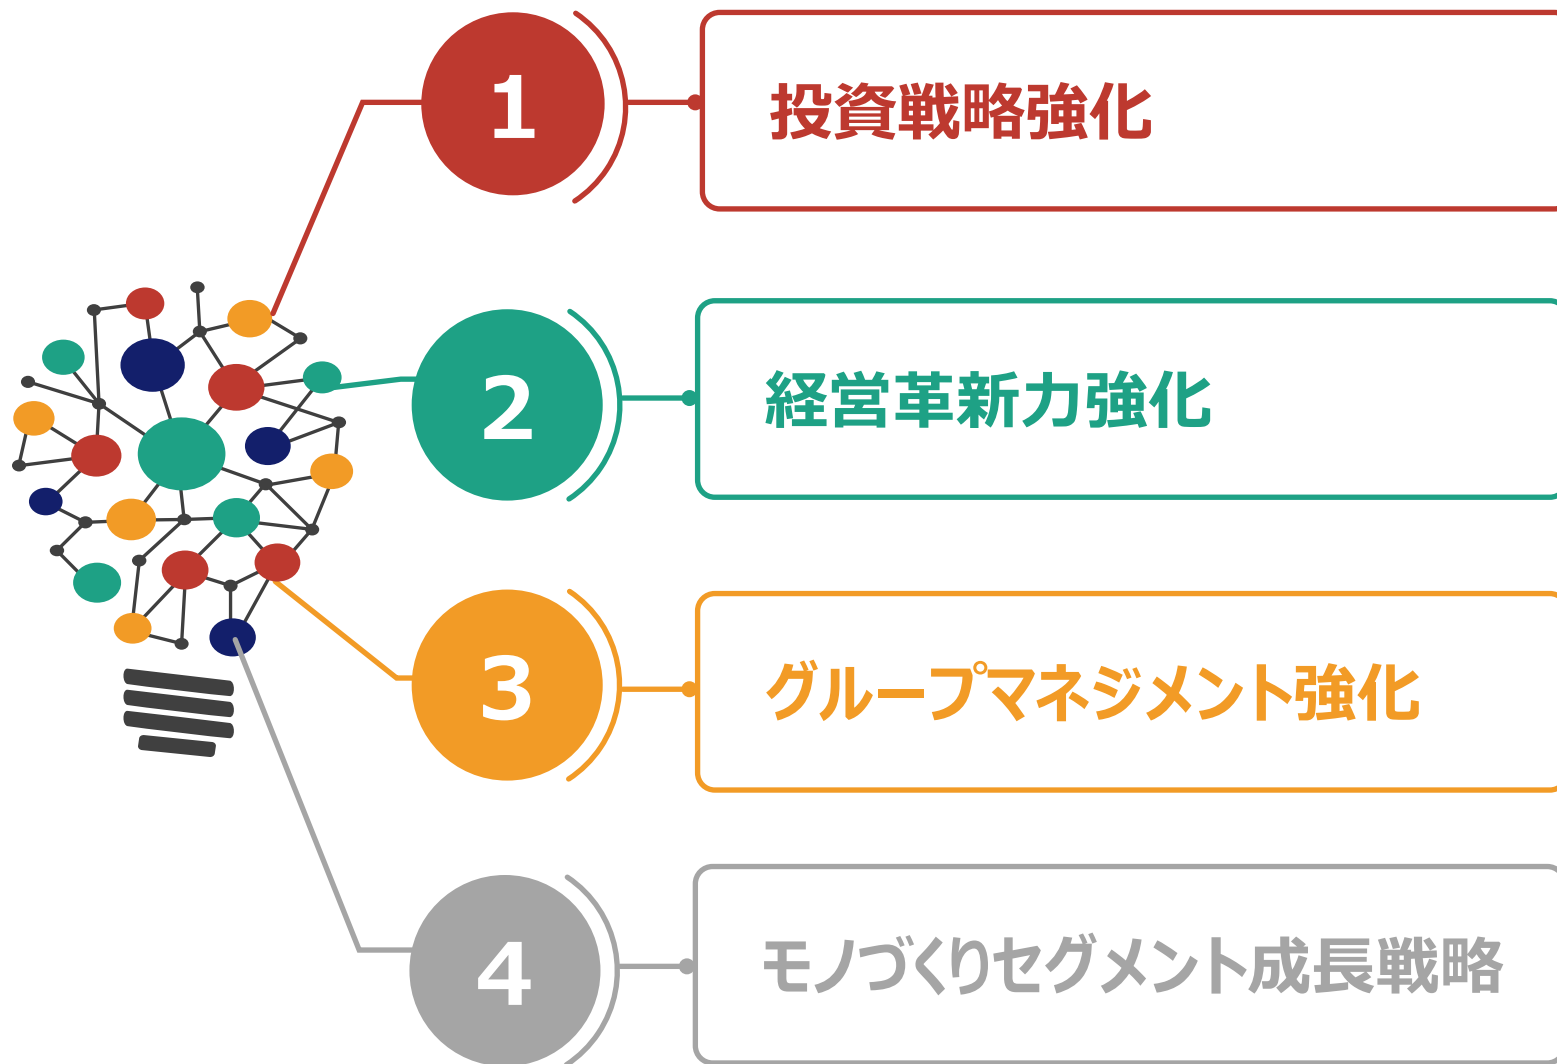 1
投資戦略強化
2
経営革新力強化
3
グループマネジメント強化
4
モノづくりセグメント成長戦略